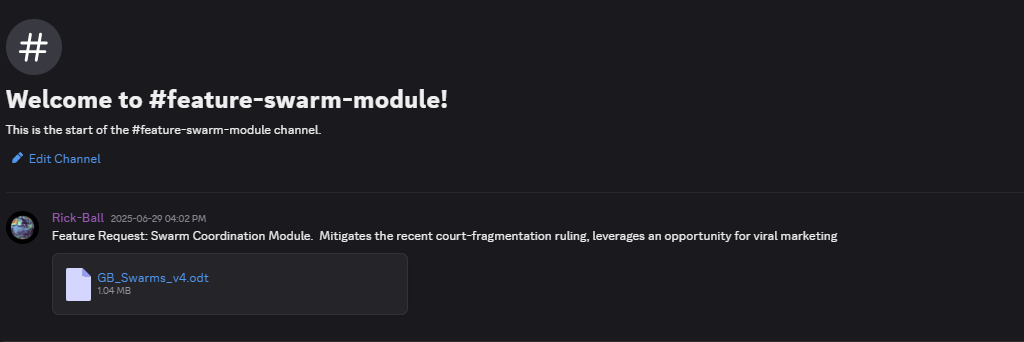 #
Welcome to #feature-swarm-module!
This is the start of the #feature-swarm-module channel.
Edit Channel
Rick-Ball 2025-06-29 04:02 PM
Feature Request: Swarm Coordination Module.  Mitigates the recent court-fragmentation ruling, leverages an opportunity for viral marketing
GB_Swarms_v4.odt
1.04 MB